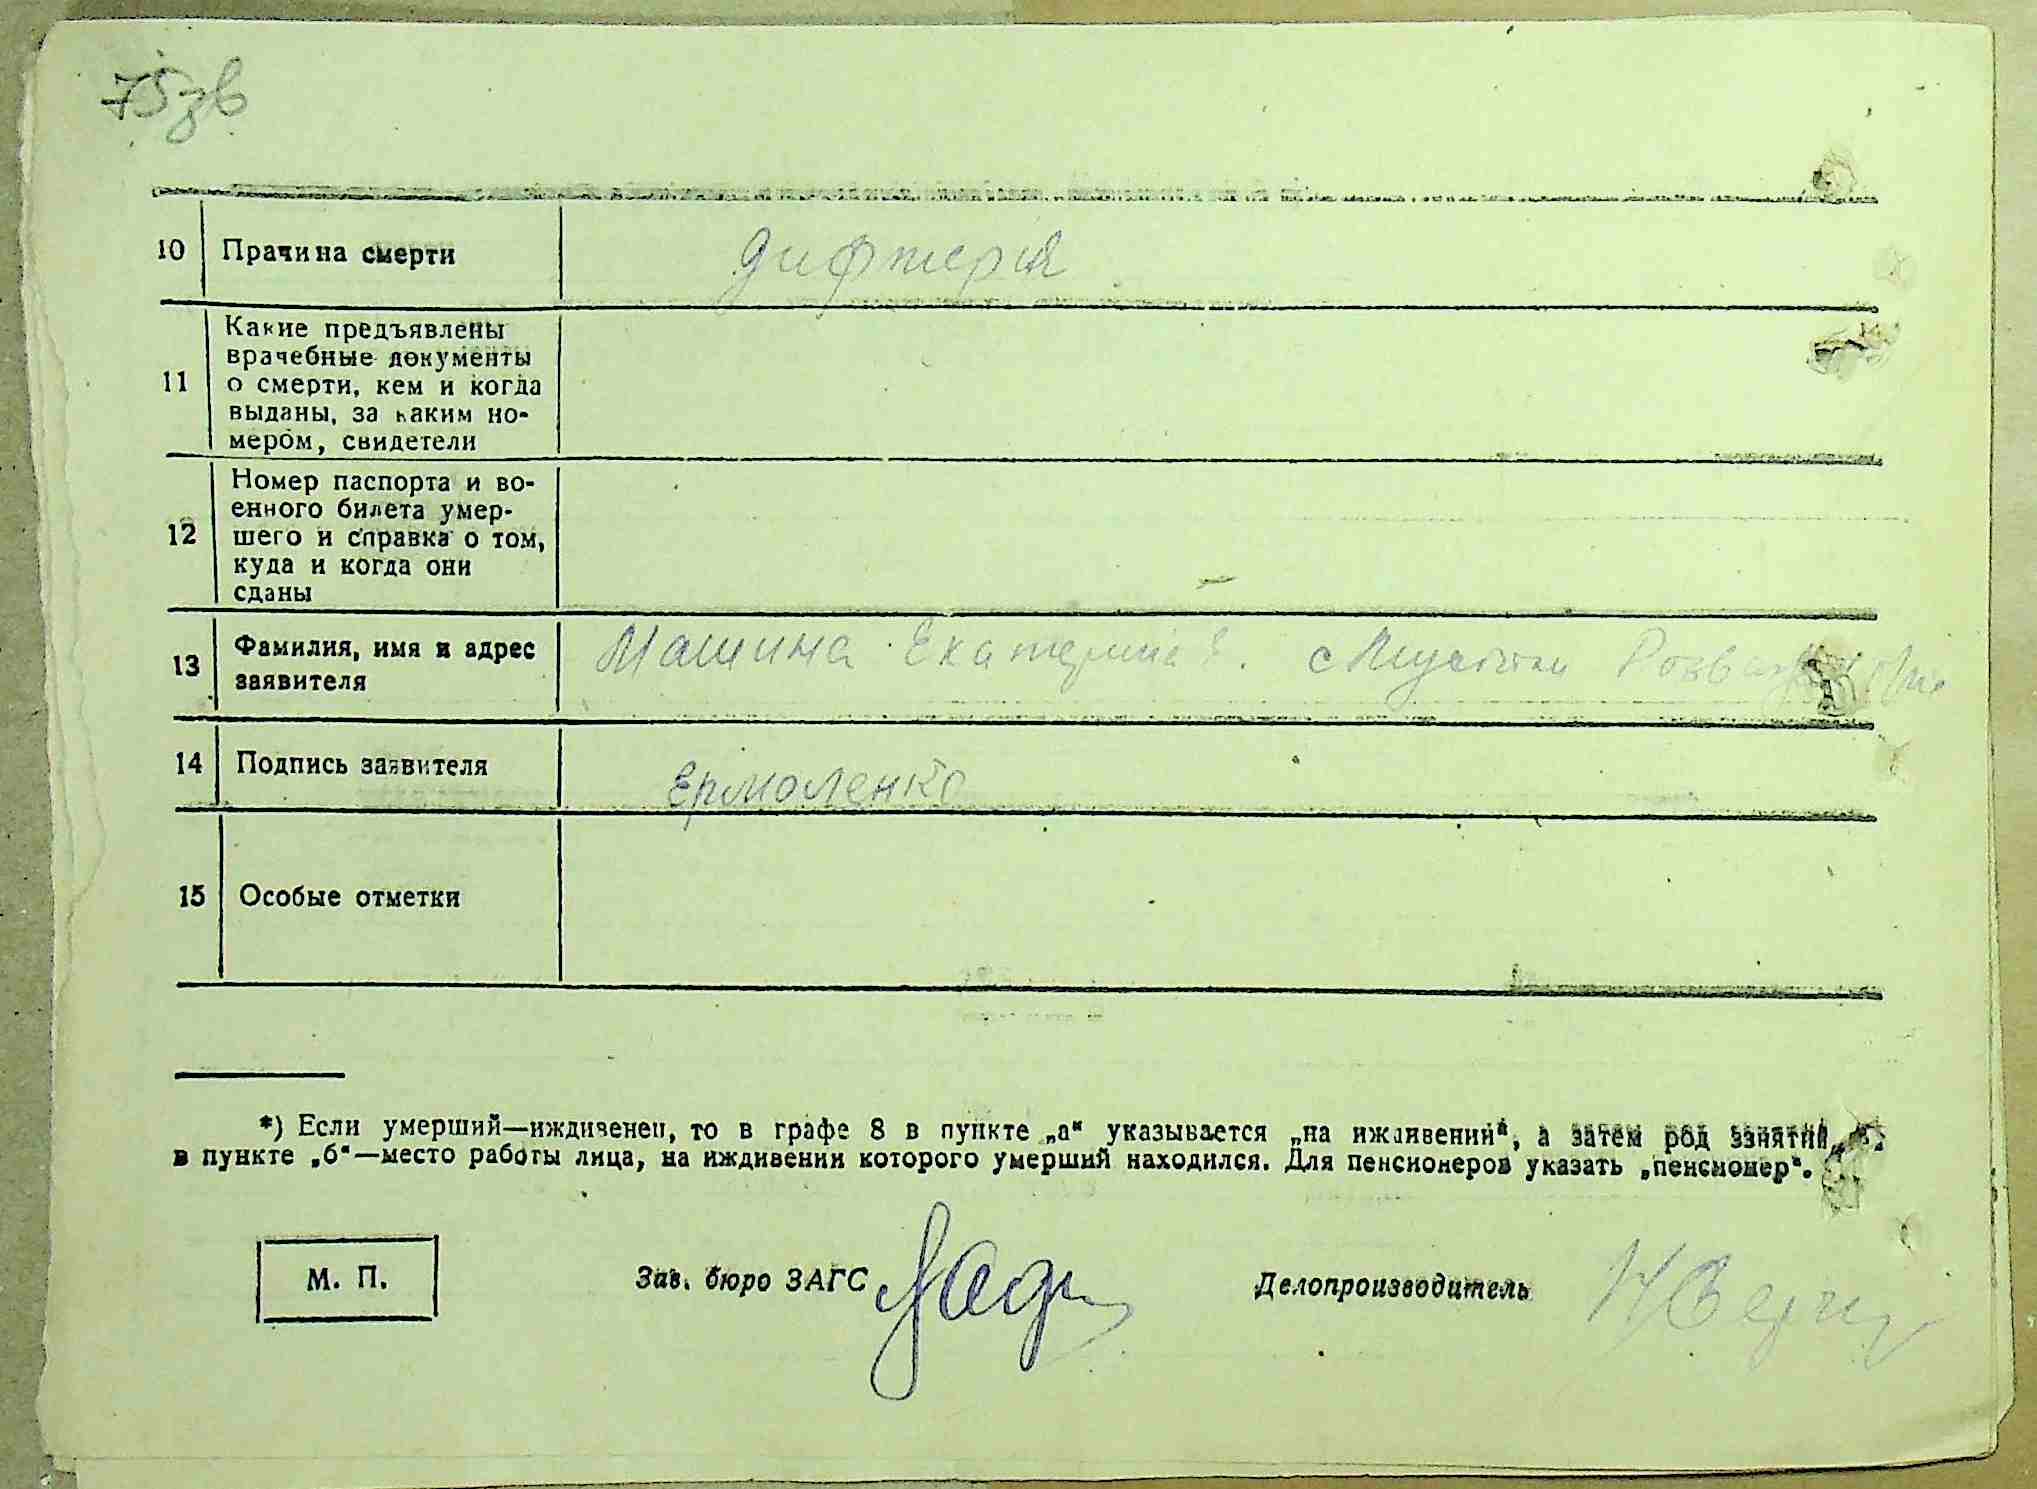 75зв
10 Прачина смерти дифтерия
11 Какие предъявлены
врачебные документы
о смерти, кем и когда
выданы, за каким но-
мером, свидетели
12 Номер паспорта и во-
енного билета умер-
шего и справка о том,
куда и когда они
сданы
13 Фамилия, имя и адрес
заявителя
Машина Екатерина с
14 Подпись заявителя Ермоленко
15 Особые отметки
*) Если умерший—иждивенец, то в графе 8 в пункте „а“ указывается „на иждивении“, а затем род занятий,
в пункте „б“—место работы лица, на иждивении которого умерший находился. Для пенсионеров указать „пенсионер“.
М. П. Зав. бюро ЗАГС Делопроизводитель